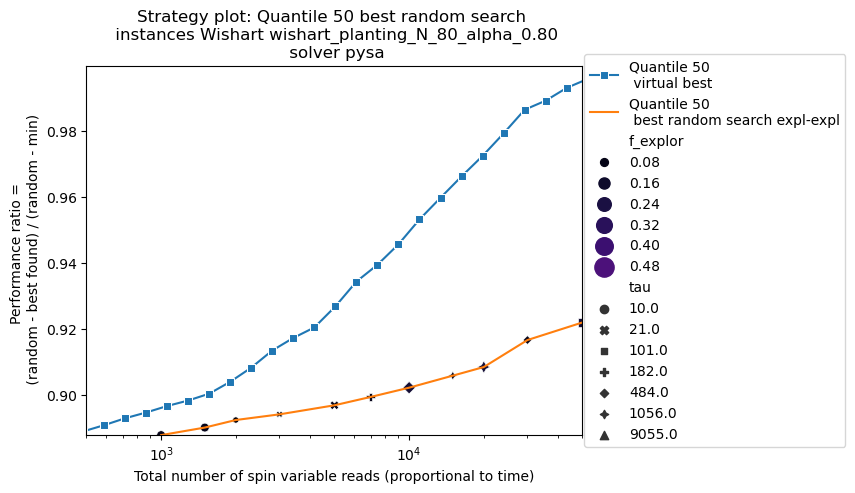 Strategy plot: Quantile 50 best random search
instances Wishart wishart_planting_N_80_alpha_0.80
solver pysa
Performance ratio =
(random - best found) / (random - min)
0.98
0.96
0.94
0.92
0.90
10^3
10^4
Total number of spin variable reads (proportional to time)
Quantile 50
virtual best
Quantile 50
best random search expl-expl
f_explor
0.08
0.16
0.24
0.32
0.40
0.48
tau
10.0
21.0
101.0
182.0
484.0
1056.0
9055.0